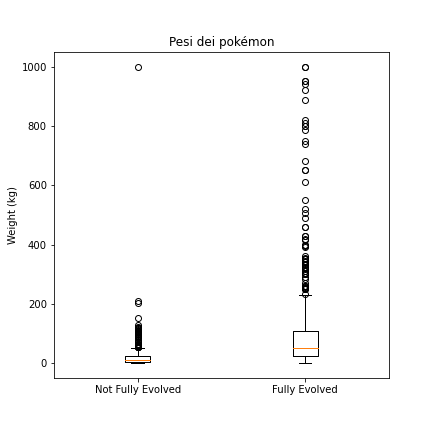 Pesi dei pokémon
Weight (kg)
1000
800
600
400
200
0
Not Fully Evolved
Fully Evolved